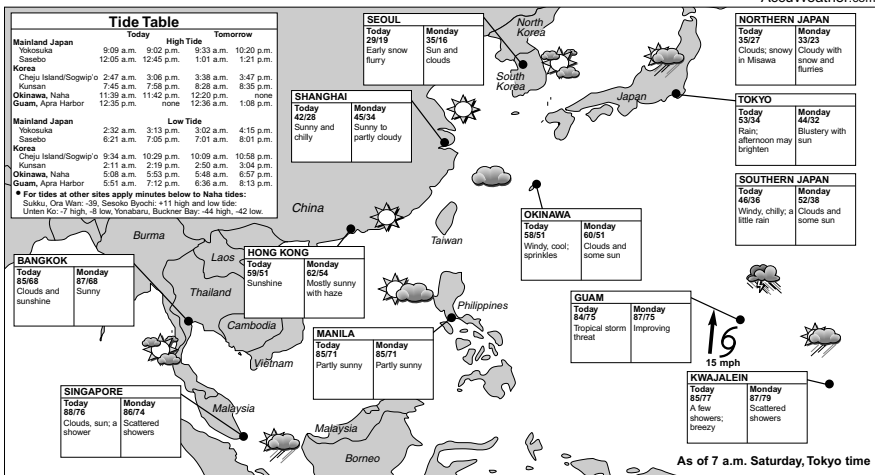 AccuWeather.com
Tide Table
Today Tomorrow
High Tide
Mainland Japan
Yokosuka 9:09 a.m. 9:02 p.m. 9:33 a.m. 10:20 p.m.
Sasebo 12:05 a.m. 12:45 p.m. 1:01 a.m. 1:21 p.m.
Korea
Cheju Island/Sogwip'o 2:47 a.m. 3:06 p.m. 3:38 a.m. 3:47 p.m.
Kunsan 7:45 a.m. 7:58 p.m. 8:28 a.m. 8:35 p.m.
Okinawa, Naha 11:39 a.m. 11:42 p.m. 12:20 p.m. none
Guam, Apra Harbor 12:35 p.m. none 12:36 a.m. 1:08 p.m.
Mainland Japan Low Tide
Yokosuka 2:32 a.m. 3:13 p.m. 3:02 a.m. 4:15 p.m.
Sasebo 6:21 a.m. 7:05 p.m. 7:01 a.m. 8:01 p.m.
Korea
Cheju Island/Sogwip'o 9:34 a.m. 10:29 p.m. 10:09 a.m. 10:58 p.m.
Kunsan 2:11 a.m. 2:19 p.m. 2:50 a.m. 3:04 p.m.
Okinawa, Naha 5:08 a.m. 5:53 p.m. 5:48 a.m. 6:57 p.m.
Guam, Apra Harbor 5:51 a.m. 7:12 p.m. 6:36 a.m. 8:13 p.m.
• For tides at other sites apply minutes below to Naha tides:
Sukku, Ora Wan: -39, Sesoko Byochi: +11 high and low tide:
Unten Ko: -7 high, -8 low, Yonabaru, Buckner Bay: -44 high, -42 low.
SEOUL
Today Monday
29/19 35/16
Early snow Sun and
flurry clouds
North
Korea
South
Korea
Japan
NORTHERN JAPAN
Today Monday
35/27 33/23
Clouds; snowy Cloudy with
in Misawa snow and
flurries
SHANGHAI
Today Monday
42/28 45/34
Sunny and Sunny to
chilly partly cloudy
TOKYO
Today Monday
53/34 44/32
Rain; Blustery with
afternoon may sun
brighten
SOUTHERN JAPAN
Today Monday
46/36 52/38
Windy, chilly; a Clouds and
little rain some sun
China
Taiwan
OKINAWA
Today Monday
58/51 60/51
Windy, cool; Clouds and
sprinkles some sun
Burma
Laos
Thailand
Cambodia
Vietnam
BANGKOK
Today Monday
85/68 87/68
Clouds and Sunny
sunshine
HONG KONG
Today Monday
59/51 62/54
Sunshine Mostly sunny
with haze
Philippines
MANILA
Today Monday
85/71 85/71
Partly sunny Partly sunny
GUAM
Today Monday
84/75 87/75
Tropical storm Improving
threat
15 mph
KWAJALEIN
Today Monday
85/77 87/79
A few Scattered
showers; showers
breezy
SINGAPORE
Today Monday
88/76 86/74
Clouds, sun; a Scattered
shower showers
Malaysia
Malaysia
Borneo
As of 7 a.m. Saturday, Tokyo time